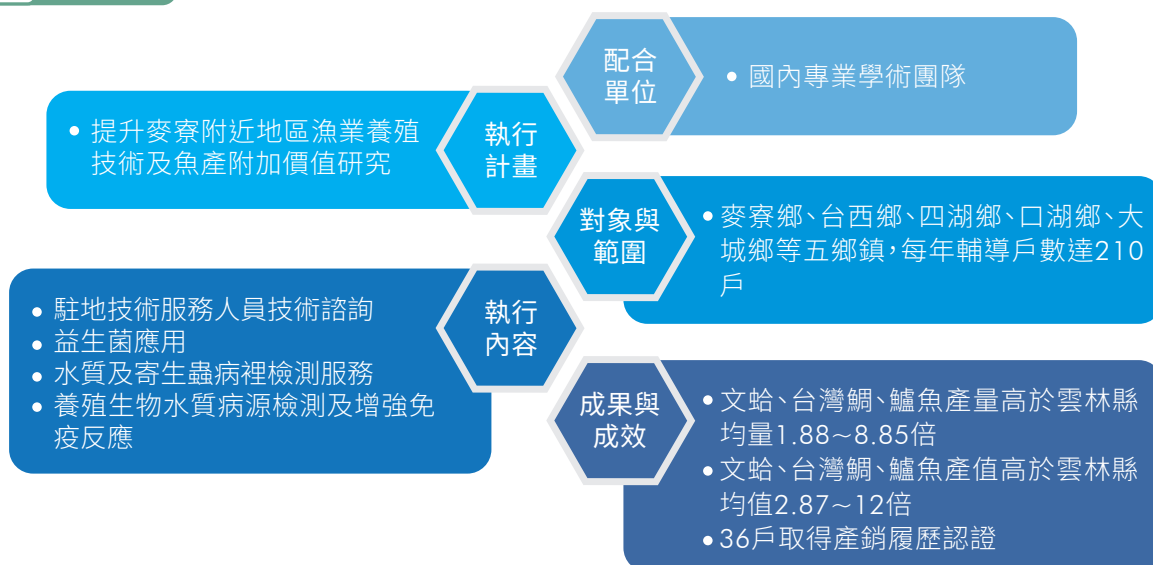 配合
單位
• 國內專業學術團隊
執行
計畫
• 提升麥寮附近地區漁業養殖
技術及魚產附加價值研究
對象與
範圍
• 麥寮鄉、台西鄉、四湖鄉、口湖鄉、大
城鄉等五鄉鎮，每年輔導戶數達210
戶
執行
內容
• 駐地技術服務人員技術諮詢
• 益生菌應用
• 水質及寄生蟲病裡檢測服務
• 養殖生物水質病源檢測及增強免
疫反應
成果與
成效
• 文蛤、台灣鯛、鱸魚產量高於雲林縣
均量1.88~8.85倍
• 文蛤、台灣鯛、鱸魚產值高於雲林縣
均值2.87~12倍
• 36戶取得產銷履歷認證